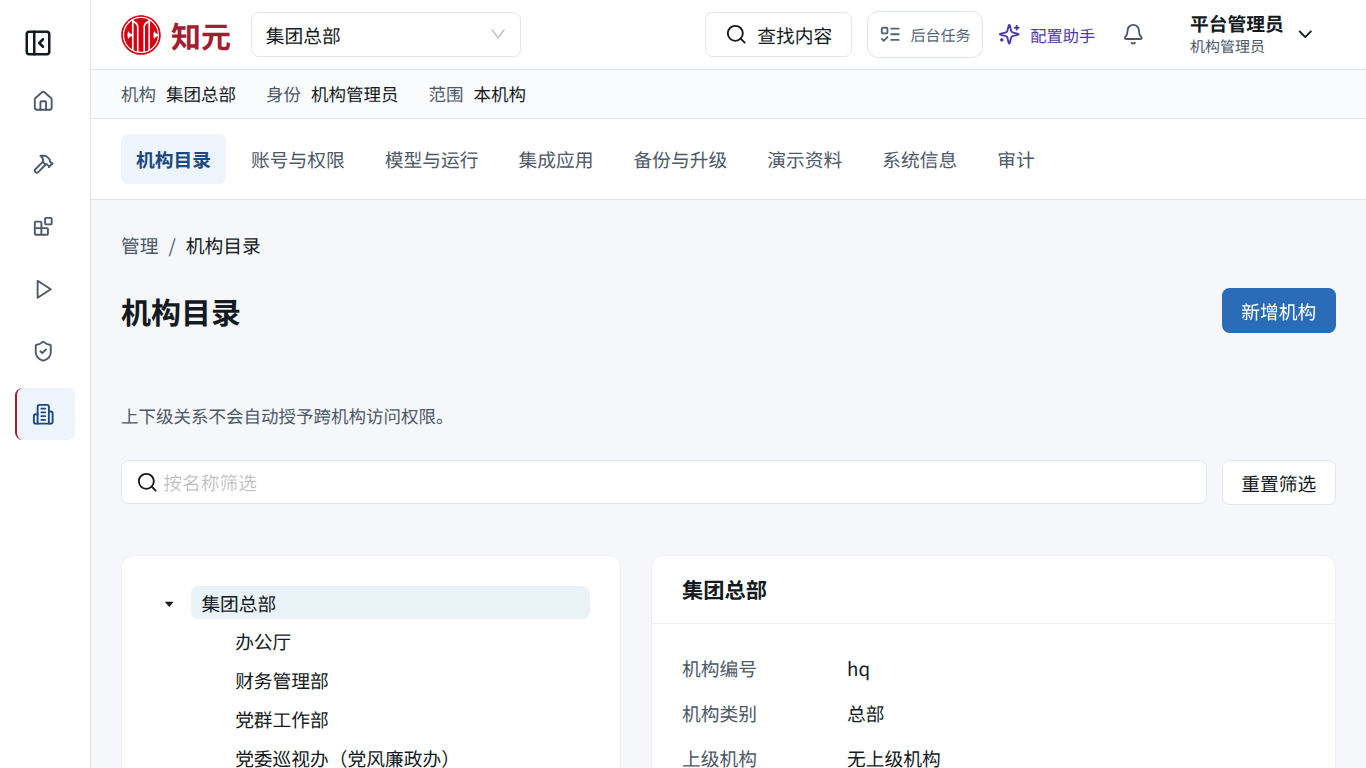 知元
集团总部
查找内容
后台任务
配置助手
平台管理员
机构管理员
机构 集团总部 身份 机构管理员 范围 本机构
机构目录 账号与权限 模型与运行 集成应用 备份与升级 演示资料 系统信息 审计
管理 / 机构目录
机构目录
新增机构
上下级关系不会自动授予跨机构访问权限。
按名称筛选
重置筛选
集团总部
办公厅
财务管理部
党群工作部
党委巡视办（党风廉政办）
集团总部
机构编号 hq
机构类别 总部
上级机构 无上级机构